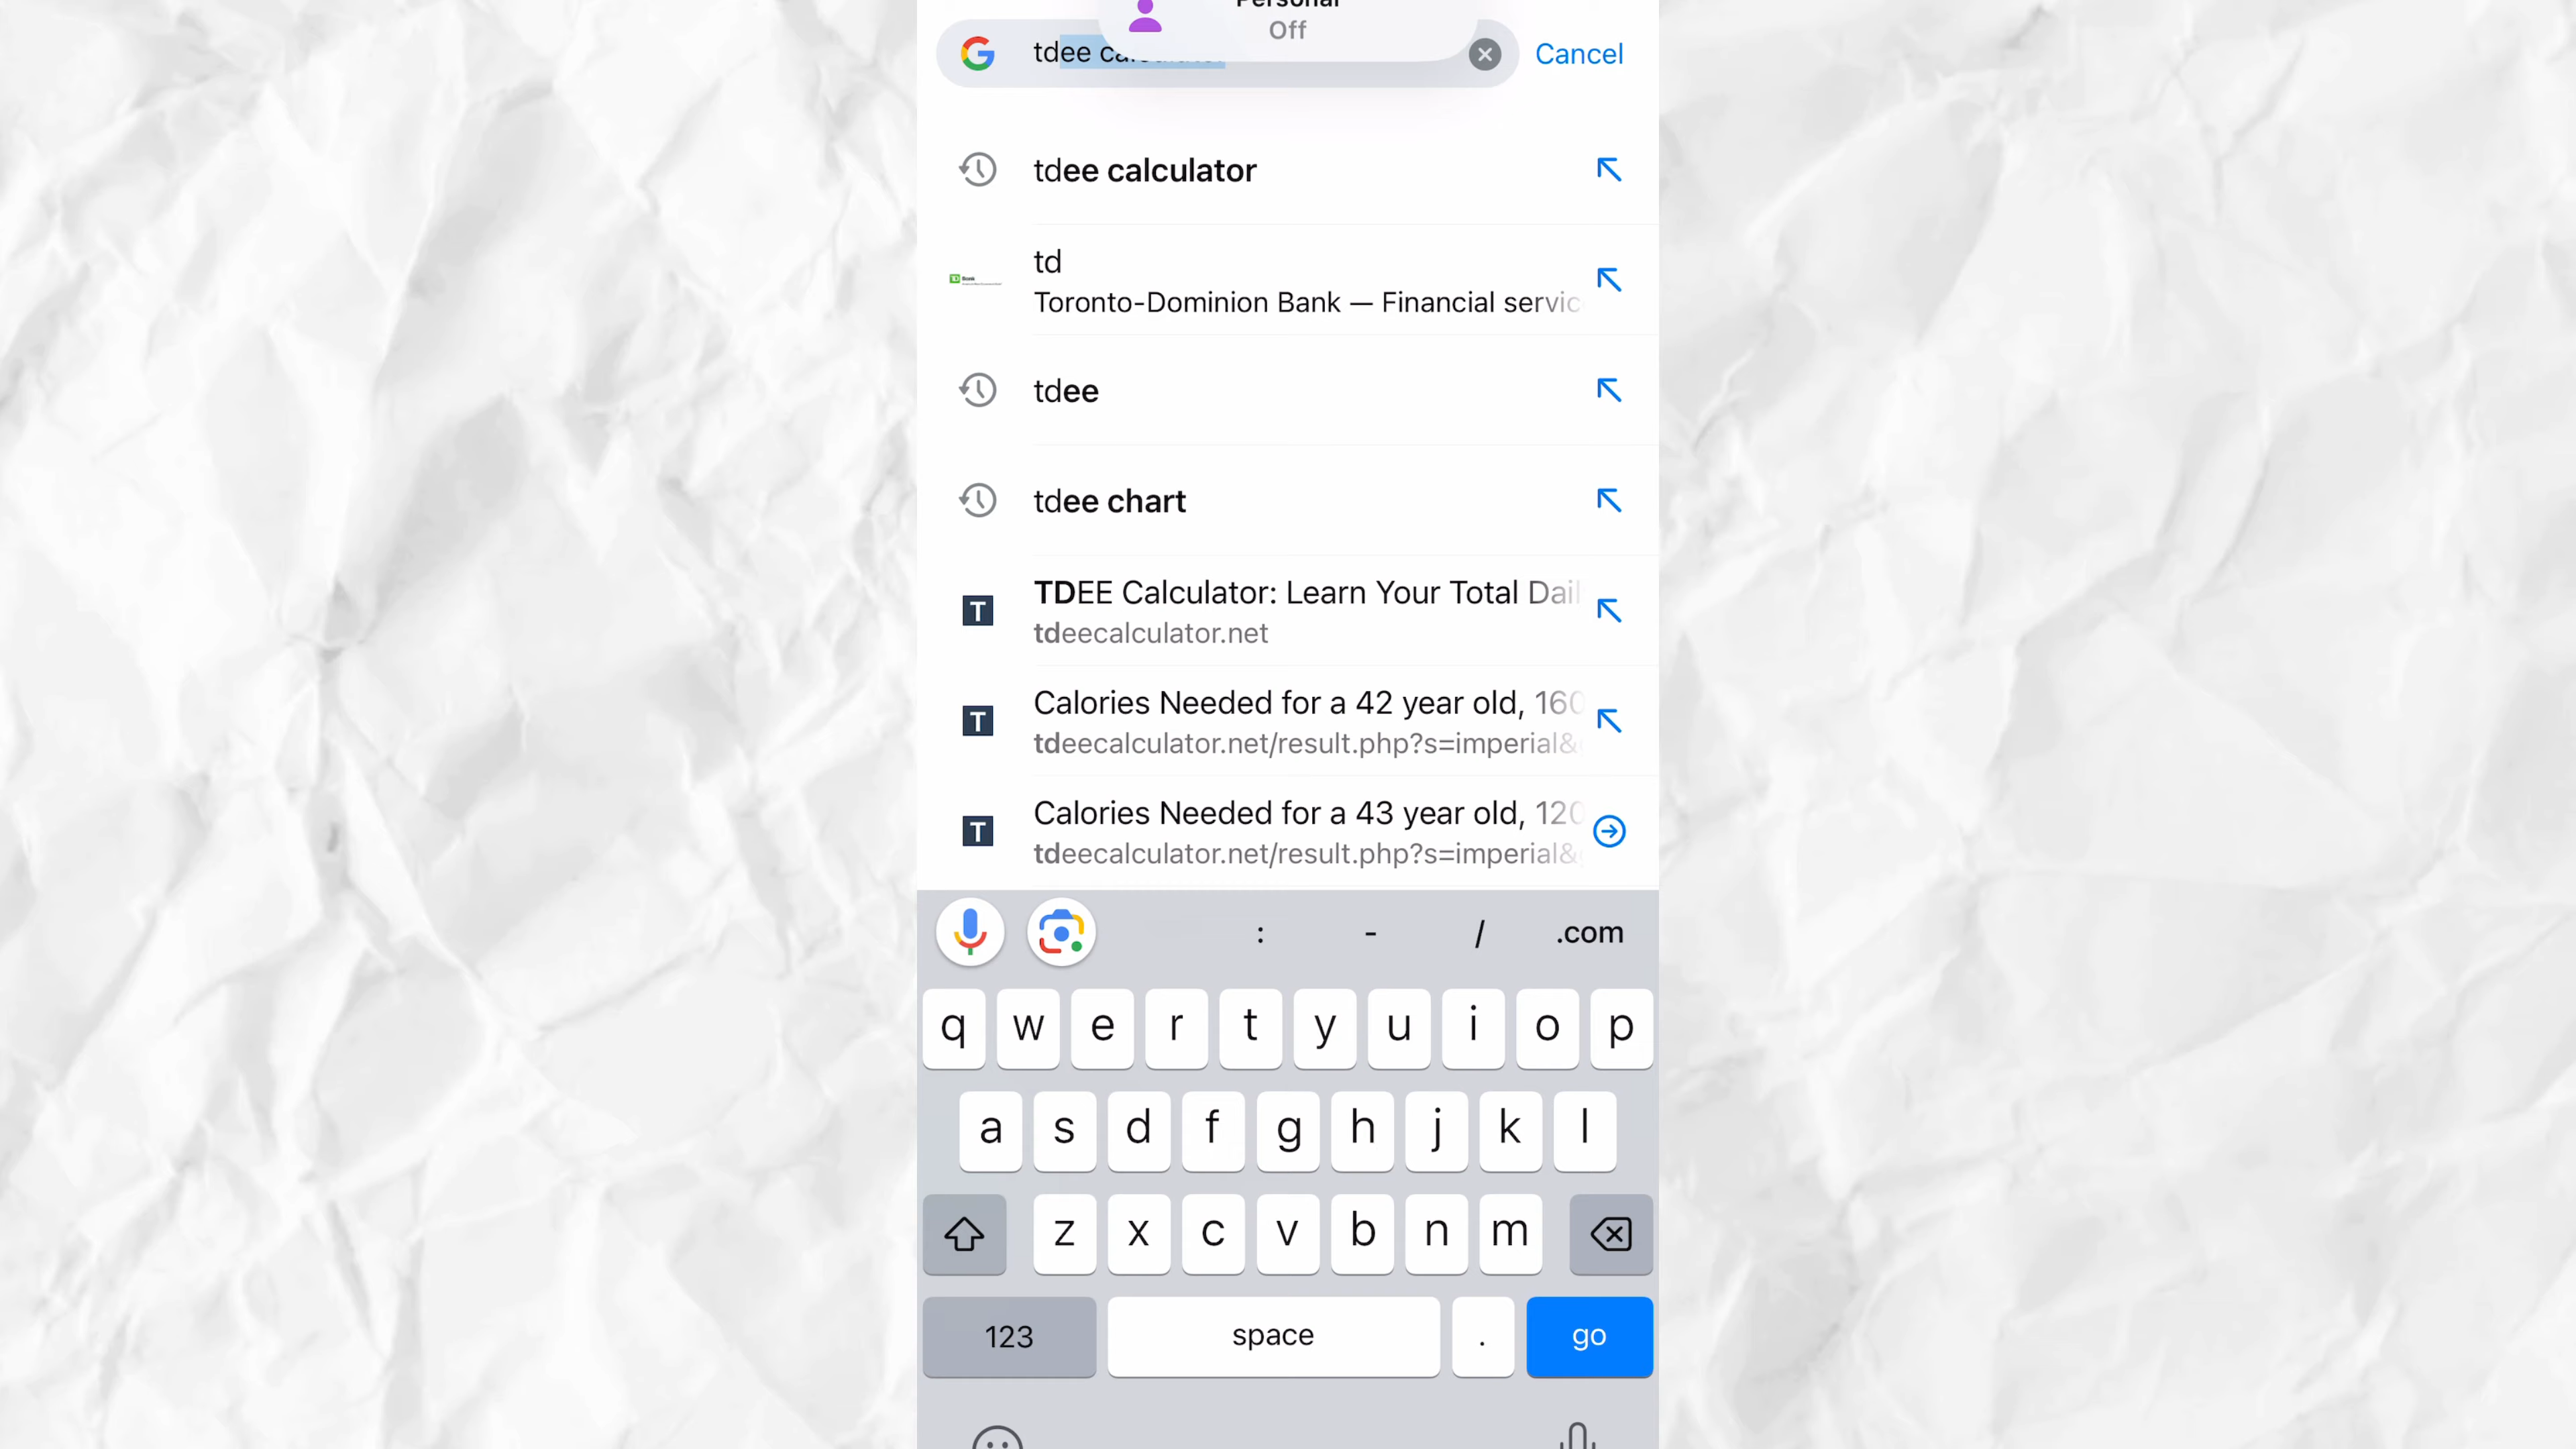 Personal
Off
tdee calculator
Cancel
tdee calculator
td
Toronto-Dominion Bank — Financial servic
tdee
tdee chart
TDEE Calculator: Learn Your Total Dail
tdeecalculator.net
Calories Needed for a 42 year old, 160
tdeecalculator.net/result.php?s=imperial&
Calories Needed for a 43 year old, 120
tdeecalculator.net/result.php?s=imperial&
: - / .com
q w e r t y u i o p
a s d f g h j k l
z x c v b n m
123 space . go